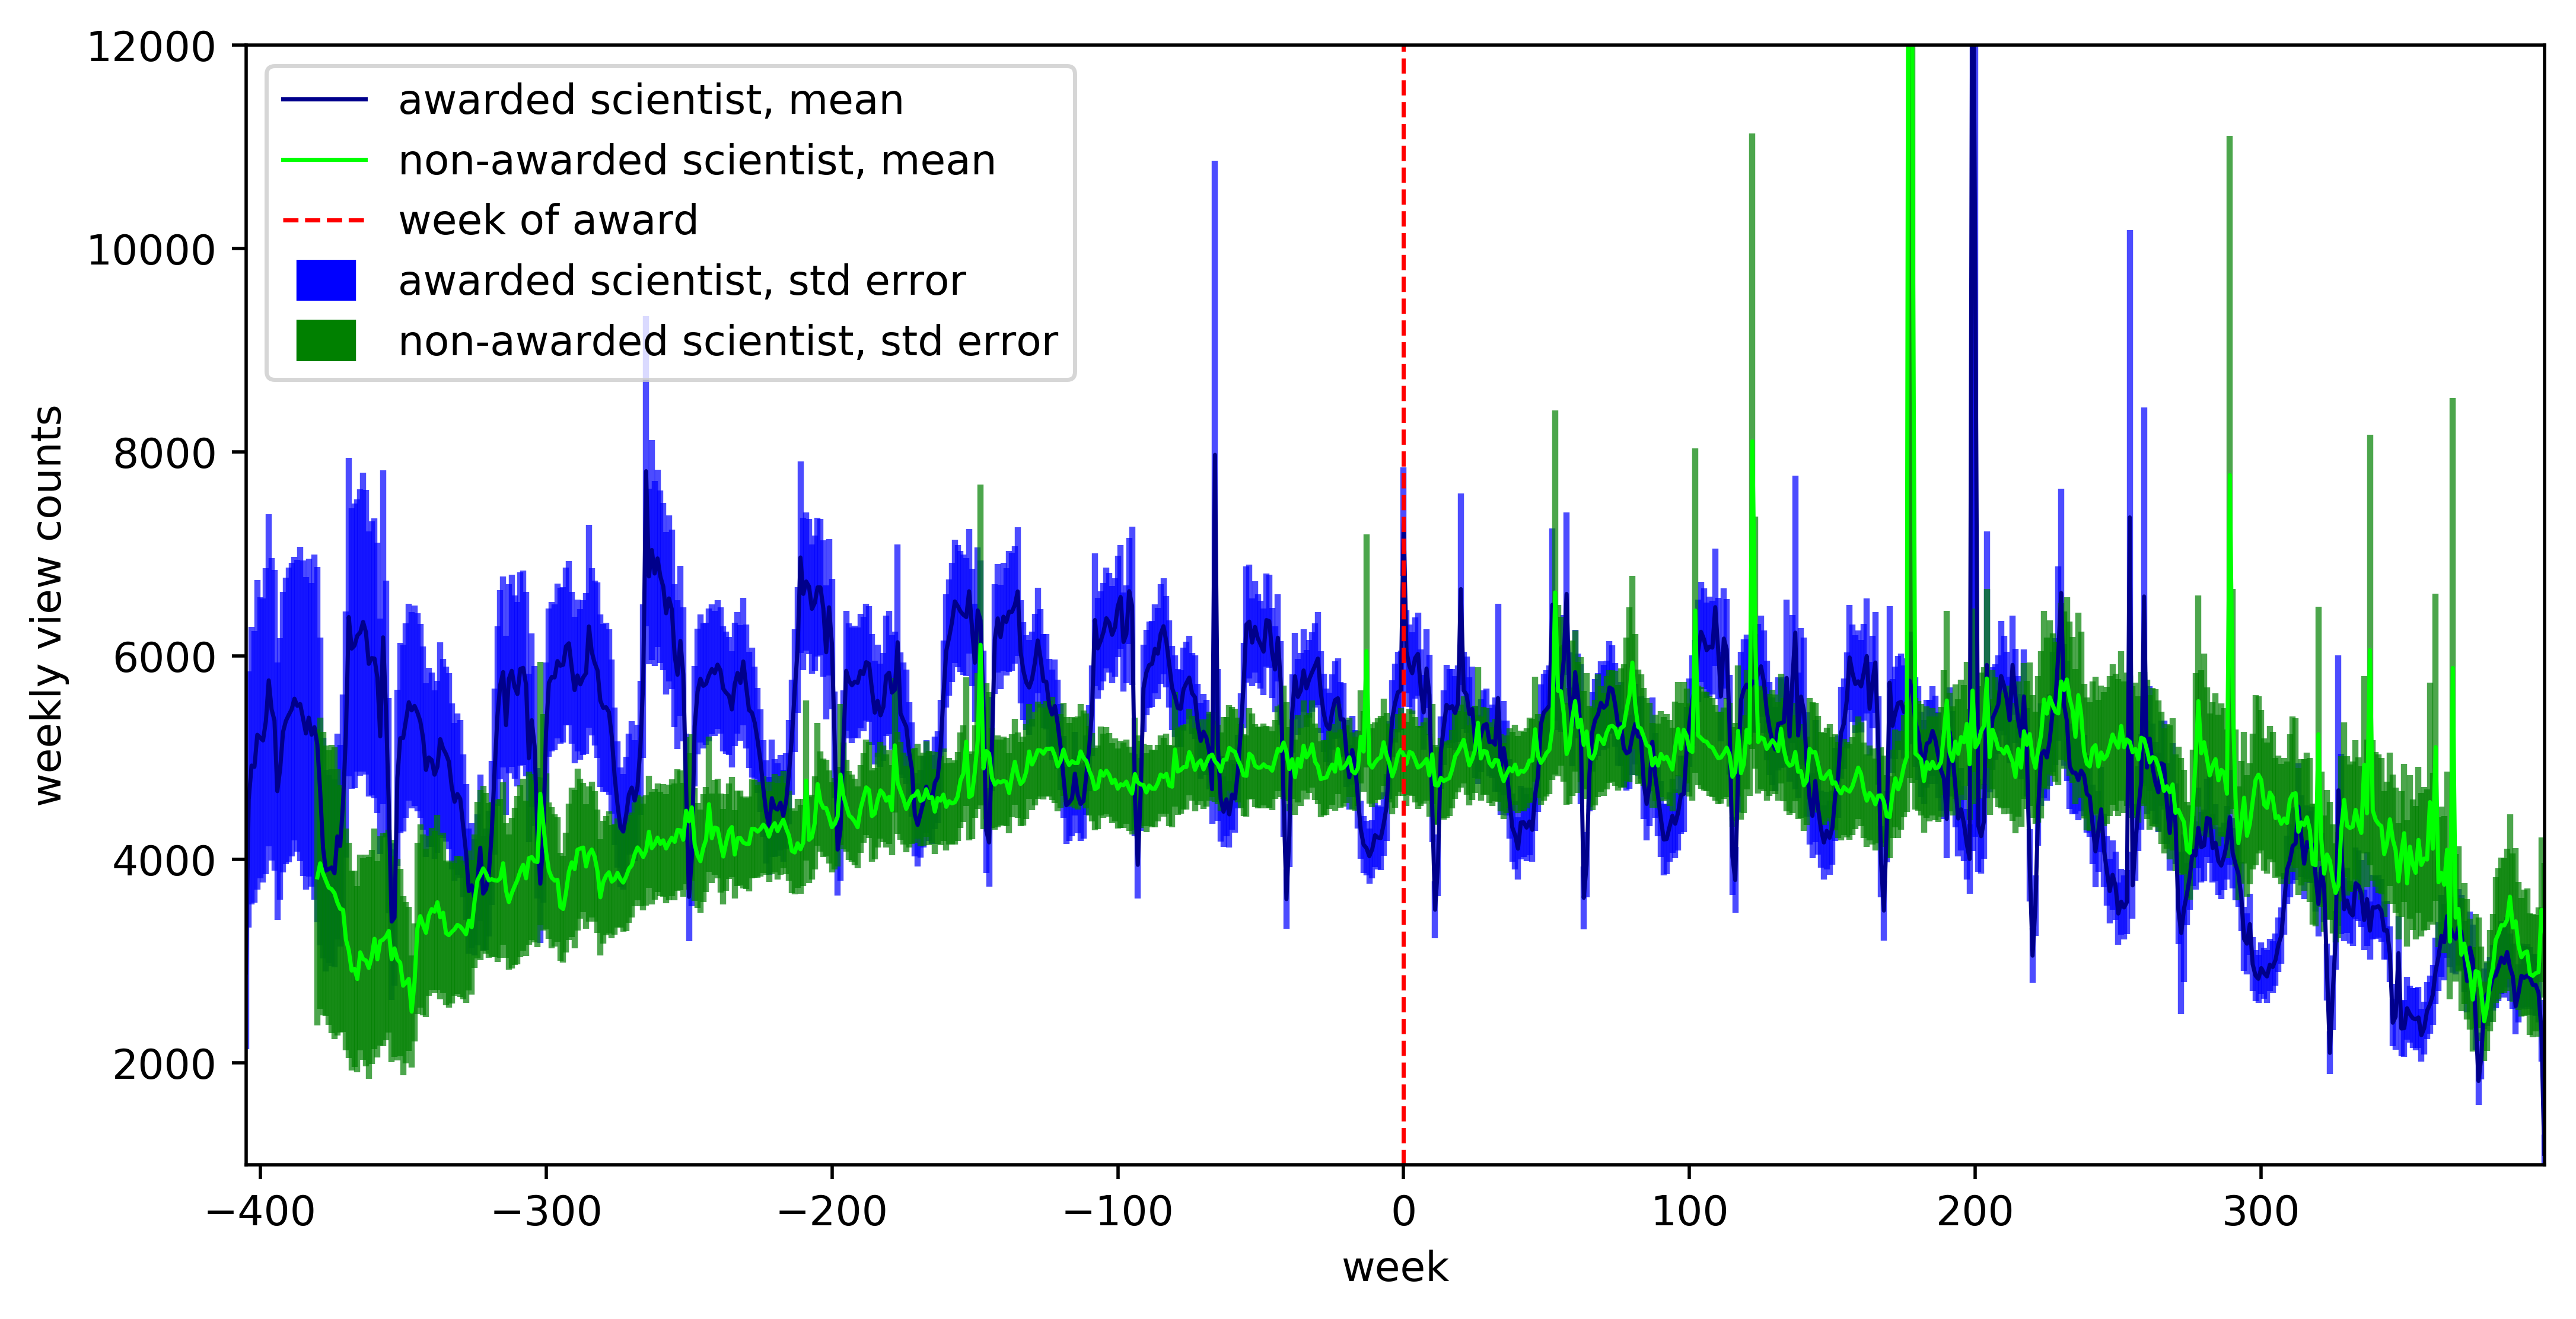 12000
10000
8000
6000
4000
2000
weekly view counts
awarded scientist, mean
non-awarded scientist, mean
week of award
awarded scientist, std error
non-awarded scientist, std error
−400 −300 −200 −100 0 100 200 300
week